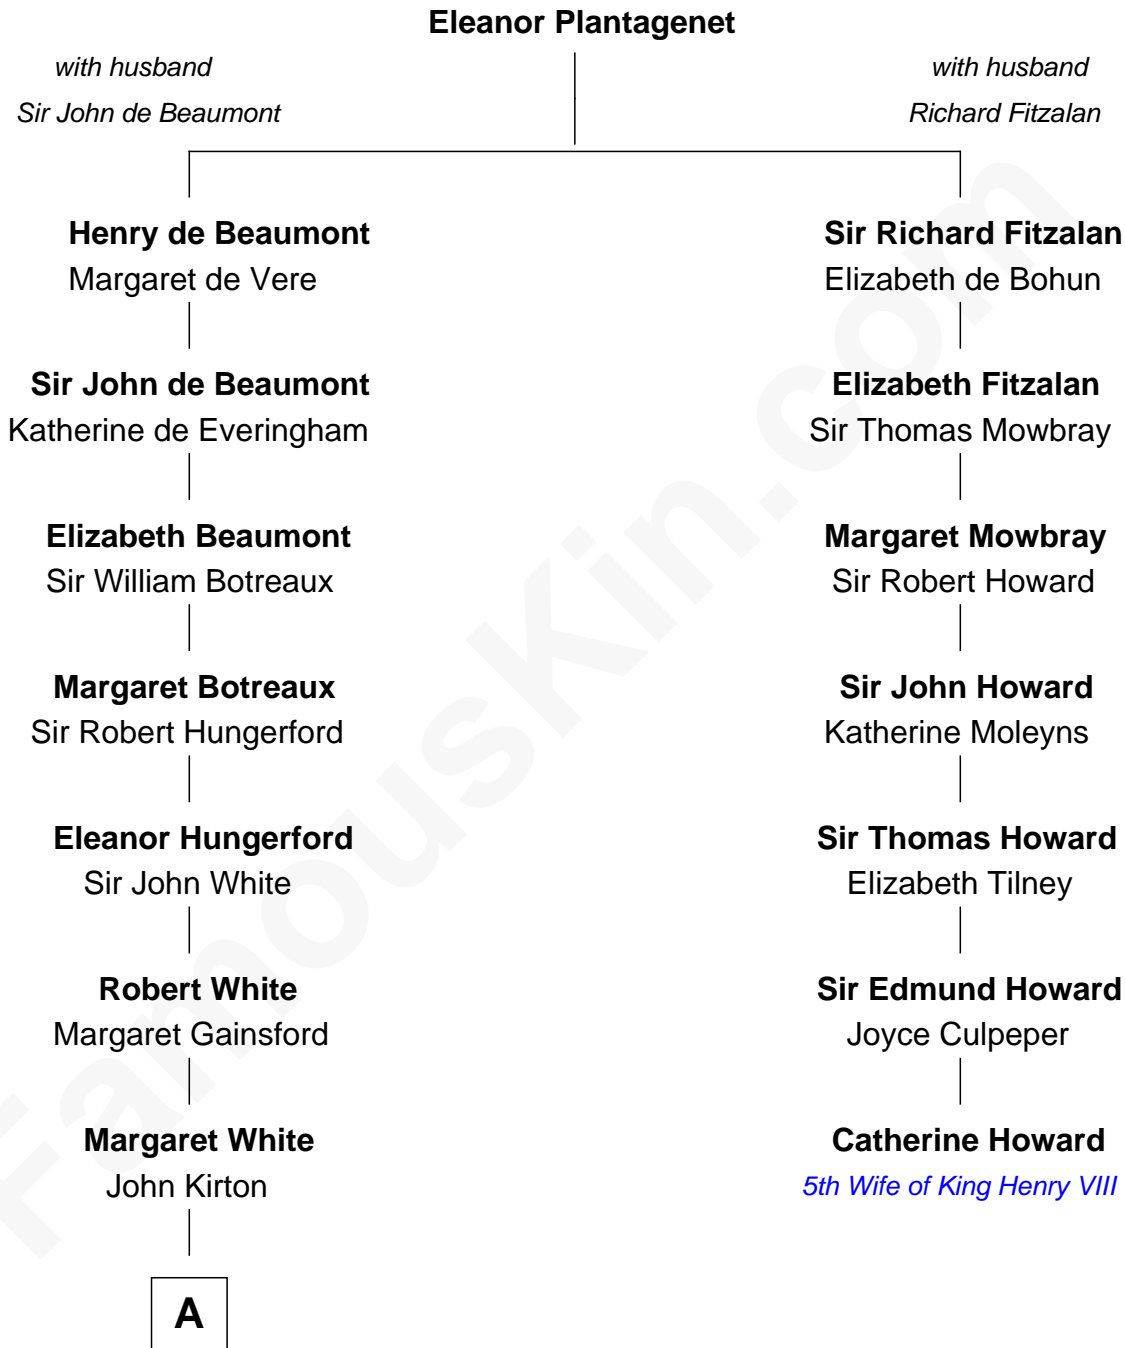 Eleanor Plantagenet
with husband
Sir John de Beaumont
with husband
Richard Fitzalan
Henry de Beaumont
Margaret de Vere
Sir Richard Fitzalan
Elizabeth de Bohun
Sir John de Beaumont
Katherine de Everingham
Elizabeth Fitzalan
Sir Thomas Mowbray
Elizabeth Beaumont
Sir William Botreaux
Margaret Mowbray
Sir Robert Howard
Margaret Botreaux
Sir Robert Hungerford
Sir John Howard
Katherine Moleyns
Eleanor Hungerford
Sir John White
Sir Thomas Howard
Elizabeth Tilney
Robert White
Margaret Gainsford
Sir Edmund Howard
Joyce Culpeper
Margaret White
John Kirton
Catherine Howard
5th Wife of King Henry VIII
A
FamousKin.com